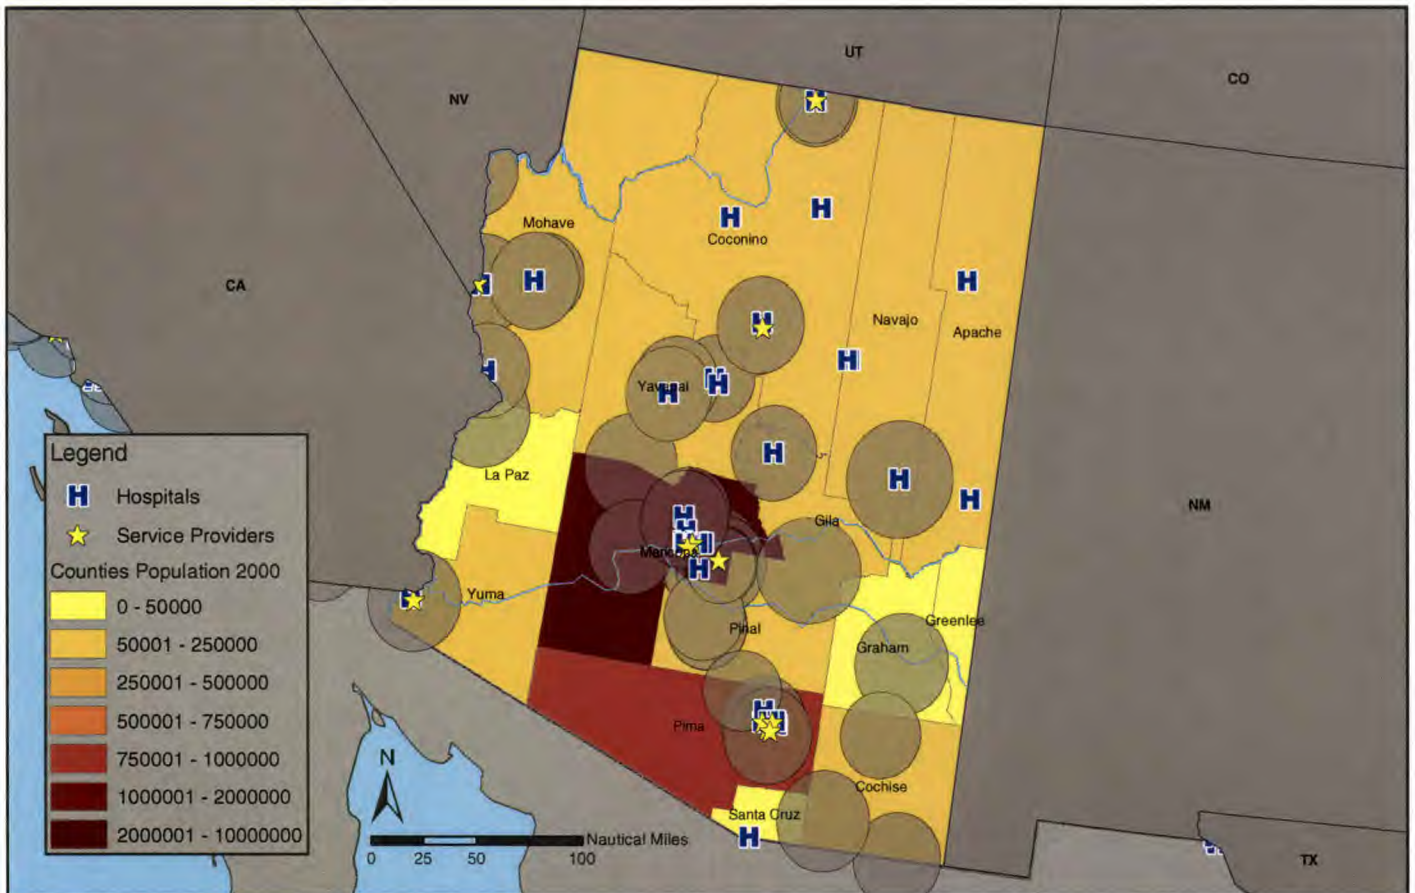 UT
CO
NV
H
Mohave
H
H
Coconino
CA
H
H
H
Navajo
H
Apache
H
H
Yavapai
H
H
H
La Paz
H
H
H
NM
Legend
H Hospitals
Service Providers
Counties Population 2000
0 - 50000
50001 - 250000
250001 - 500000
500001 - 750000
750001 - 1000000
1000001 - 2000000
2000001 - 10000000
H
Gila
Maricopa
H
Yuma
H
Greenlee
Pinal
Graham
H
Pima
N
Cochise
Santa Cruz
H
Nautical Miles
0 25 50 100
TX